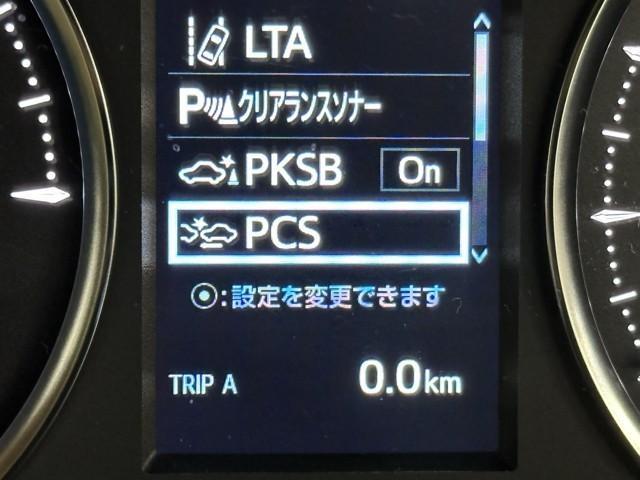 LTA
P クリアランスソナー
PKSB On
PCS
⦿:設定を変更できます
TRIP A 0.0km